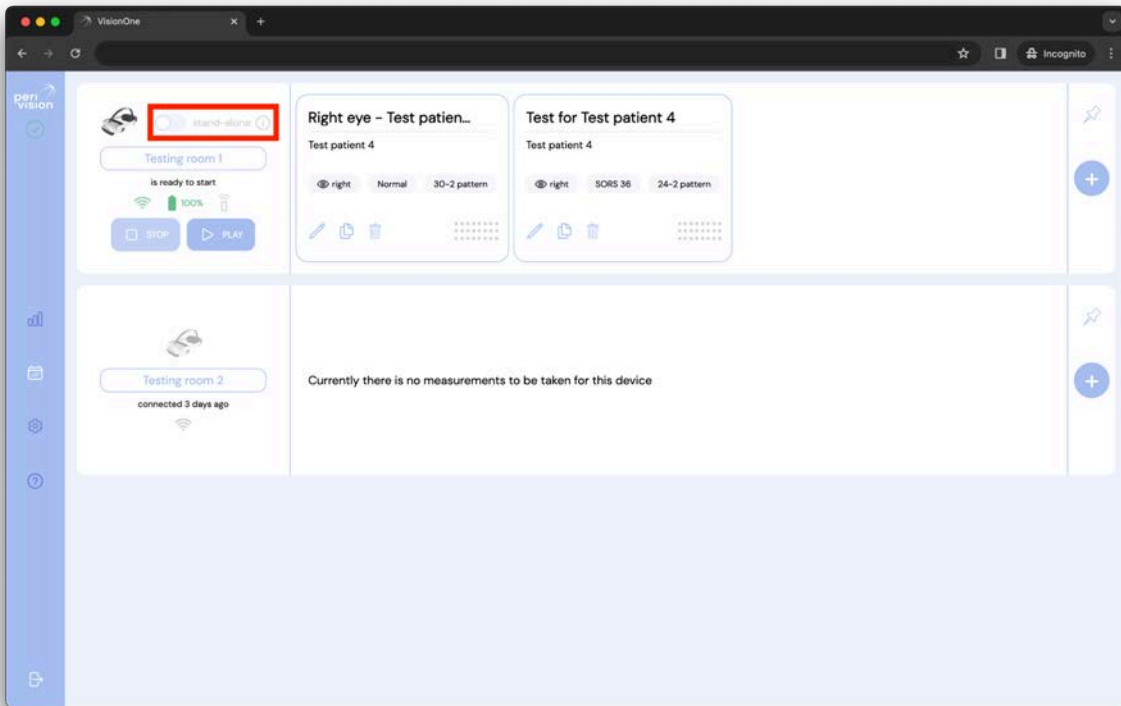 VisionOne
Incognito
peri
vision
stand-alone
Testing room 1
is ready to start
100%
STOP
PLAY
Right eye - Test patien...
Test patient 4
right
Normal
30-2 pattern
Test for Test patient 4
Test patient 4
right
SORS 36
24-2 pattern
Testing room 2
connected 3 days ago
Currently there is no measurements to be taken for this device